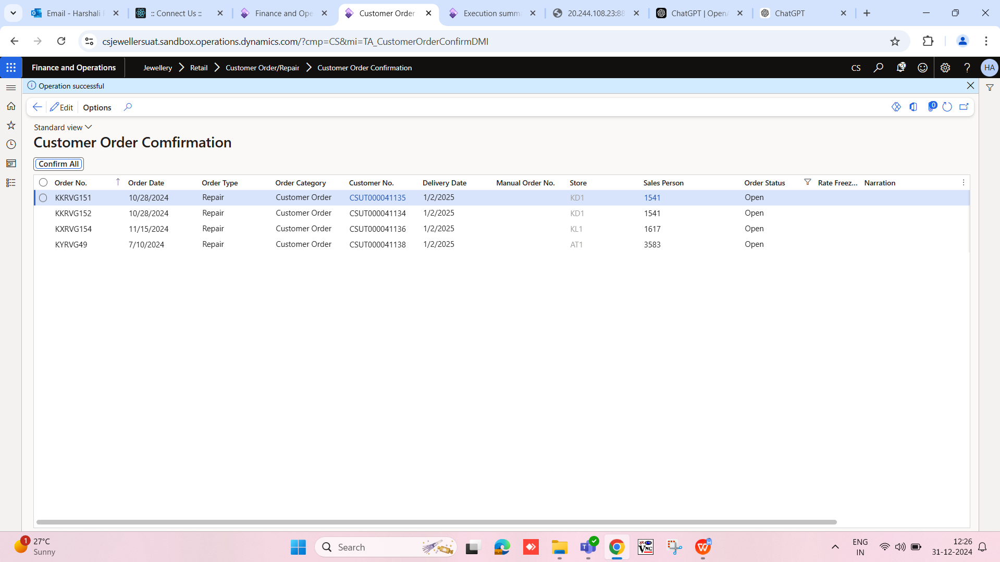 Email - Harshali
:: Connect Us ::
Finance and Ope
Customer Order
Execution summ
20.244.108.23:88
ChatGPT | OpenA
ChatGPT
csjewellersuat.sandbox.operations.dynamics.com/?cmp=CS&mi=TA_CustomerOrderConfirmDMI
Finance and Operations
Jewellery
Retail
Customer Order/Repair
Customer Order Confirmation
CS
20
HA
Operation successful
Edit
Options
0
Standard view
Customer Order Comfirmation
Confirm All
Order No. Order Date Order Type Order Category Customer No. Delivery Date Manual Order No. Store Sales Person Order Status Rate Freez... Narration
KKRVG151 10/28/2024 Repair Customer Order CSUT000041135 1/2/2025 KD1 1541 Open
KKRVG152 10/28/2024 Repair Customer Order CSUT000041134 1/2/2025 KD1 1541 Open
KXRVG154 11/15/2024 Repair Customer Order CSUT000041136 1/2/2025 KL1 1617 Open
KYRVG49 7/10/2024 Repair Customer Order CSUT000041138 1/2/2025 AT1 3583 Open
1
27°C
Sunny
Search
VNC
ENG
IN
12:26
31-12-2024